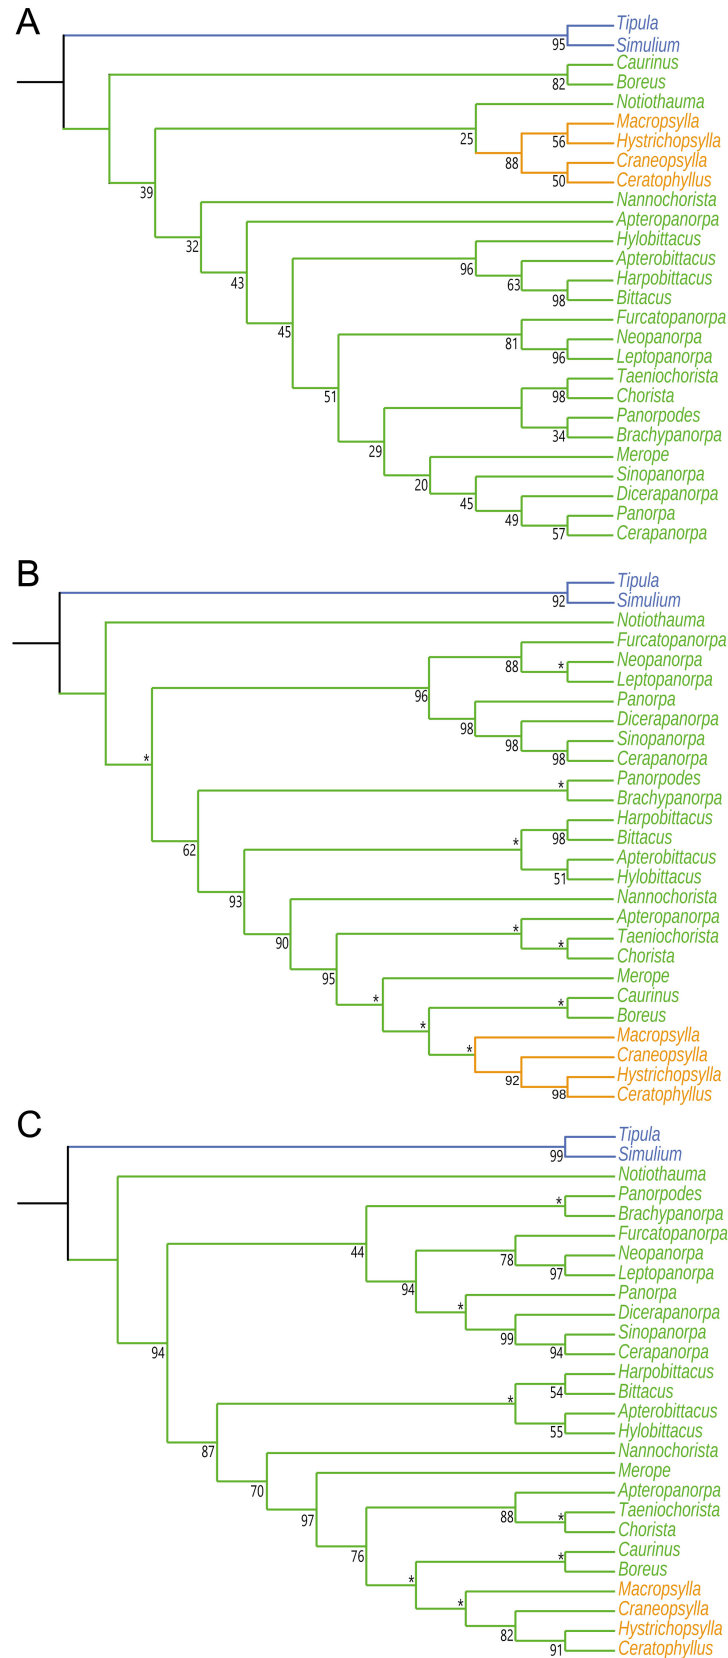 A
Tipula
95
Simulium
Caurinus
82
Boreus
Notiothauma
25
Macropsylla
56
Hystrichopsylla
88
Craneopsylla
50
Ceratophyllus
39
Nannochorista
32
Apteropanorpa
43
Hylobittacus
96
Apterobittacus
63
Harpobittacus
98
Bittacus
45
Furcatopanorpa
81
Neopanorpa
96
Leptopanorpa
51
Taeniochorista
98
Chorista
Panorpodes
34
Brachypanorpa
29
Merope
20
Sinopanorpa
45
Dicerapanorpa
49
Panorpa
57
Cerapanorpa
B
Tipula
92
Simulium
Notiothauma
Furcatopanorpa
88
* Neopanorpa
Leptopanorpa
96
Panorpa
98
Dicerapanorpa
98
Sinopanorpa
98
Cerapanorpa
*
* Panorpodes
Brachypanorpa
62
Harpobittacus
98
Bittacus
*
Apterobittacus
51
Hylobittacus
93
Nannochorista
90
Apteropanorpa
*
* Taeniochorista
Chorista
95
Merope
*
* Caurinus
Boreus
*
Macropsylla
*
Craneopsylla
92
Hystrichopsylla
98
Ceratophyllus
C
Tipula
99
Simulium
Notiothauma
* Panorpodes
Brachypanorpa
44
Furcatopanorpa
78
Neopanorpa
97
Leptopanorpa
94
Panorpa
*
Dicerapanorpa
99
Sinopanorpa
94
Cerapanorpa
94
Harpobittacus
54
Bittacus
*
Apterobittacus
55
Hylobittacus
87
Nannochorista
70
Merope
97
Apteropanorpa
88
* Taeniochorista
Chorista
76
* Caurinus
Boreus
*
Macropsylla
*
Craneopsylla
82
Hystrichopsylla
91
Ceratophyllus